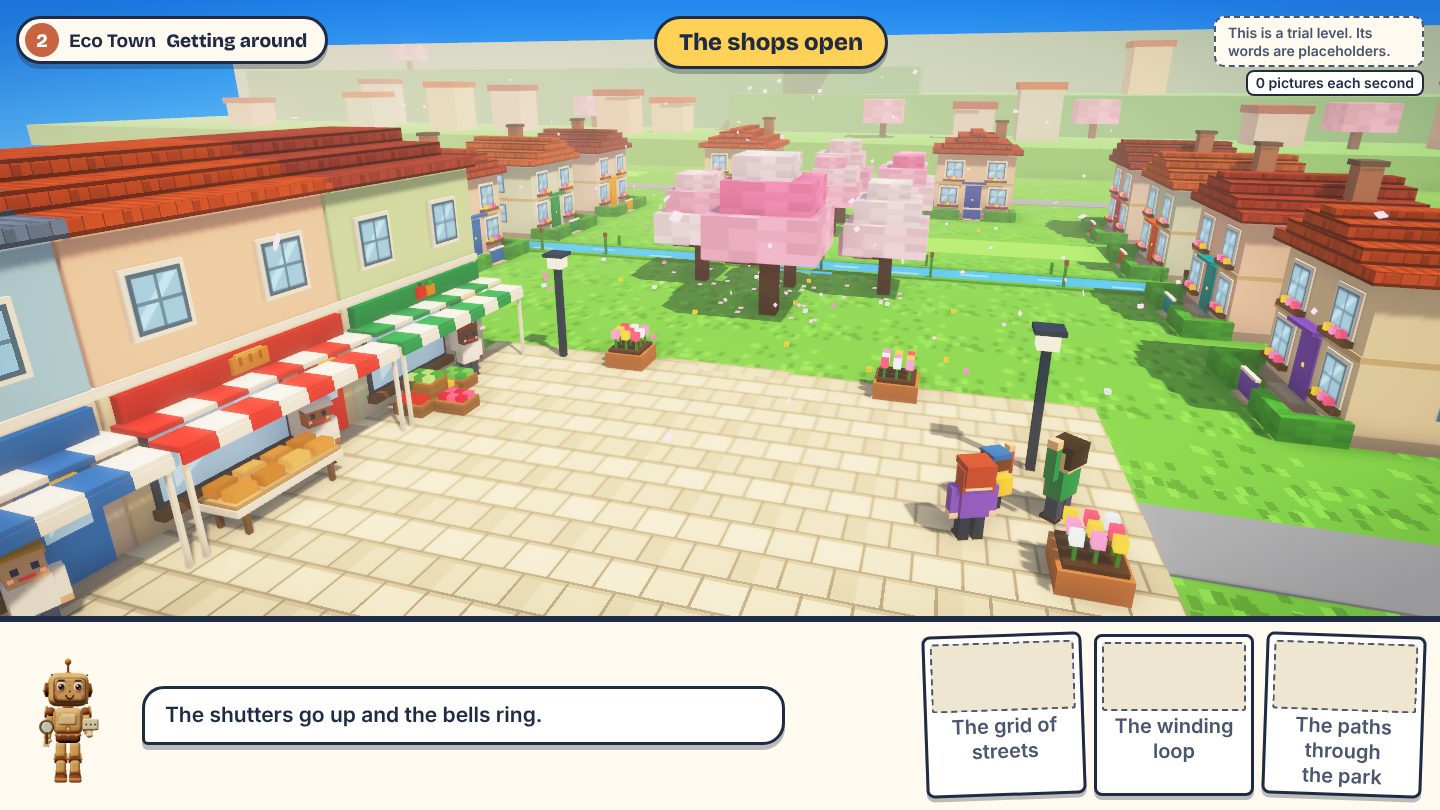 2 Eco Town Getting around
The shops open
This is a trial level. Its
words are placeholders.
0 pictures each second
The shutters go up and the bells ring.
The grid of
streets
The winding
loop
The paths
through
the park